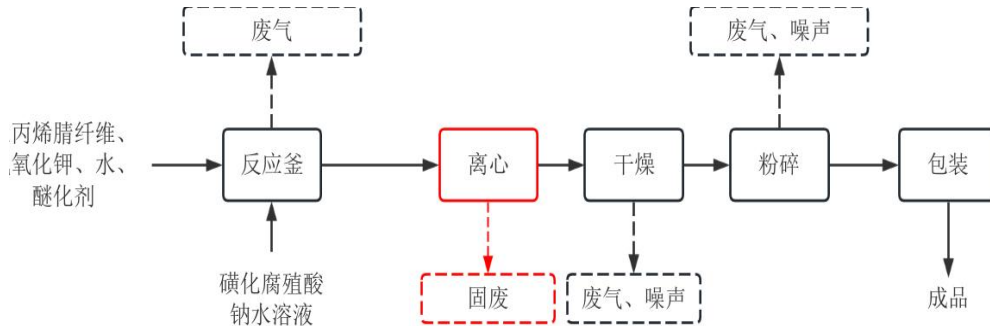 废气
废气、噪声
丙烯腈纤维、
氧化钾、水、
醚化剂
反应釜
离心
干燥
粉碎
包装
磺化腐殖酸
钠水溶液
固废
废气、噪声
成品